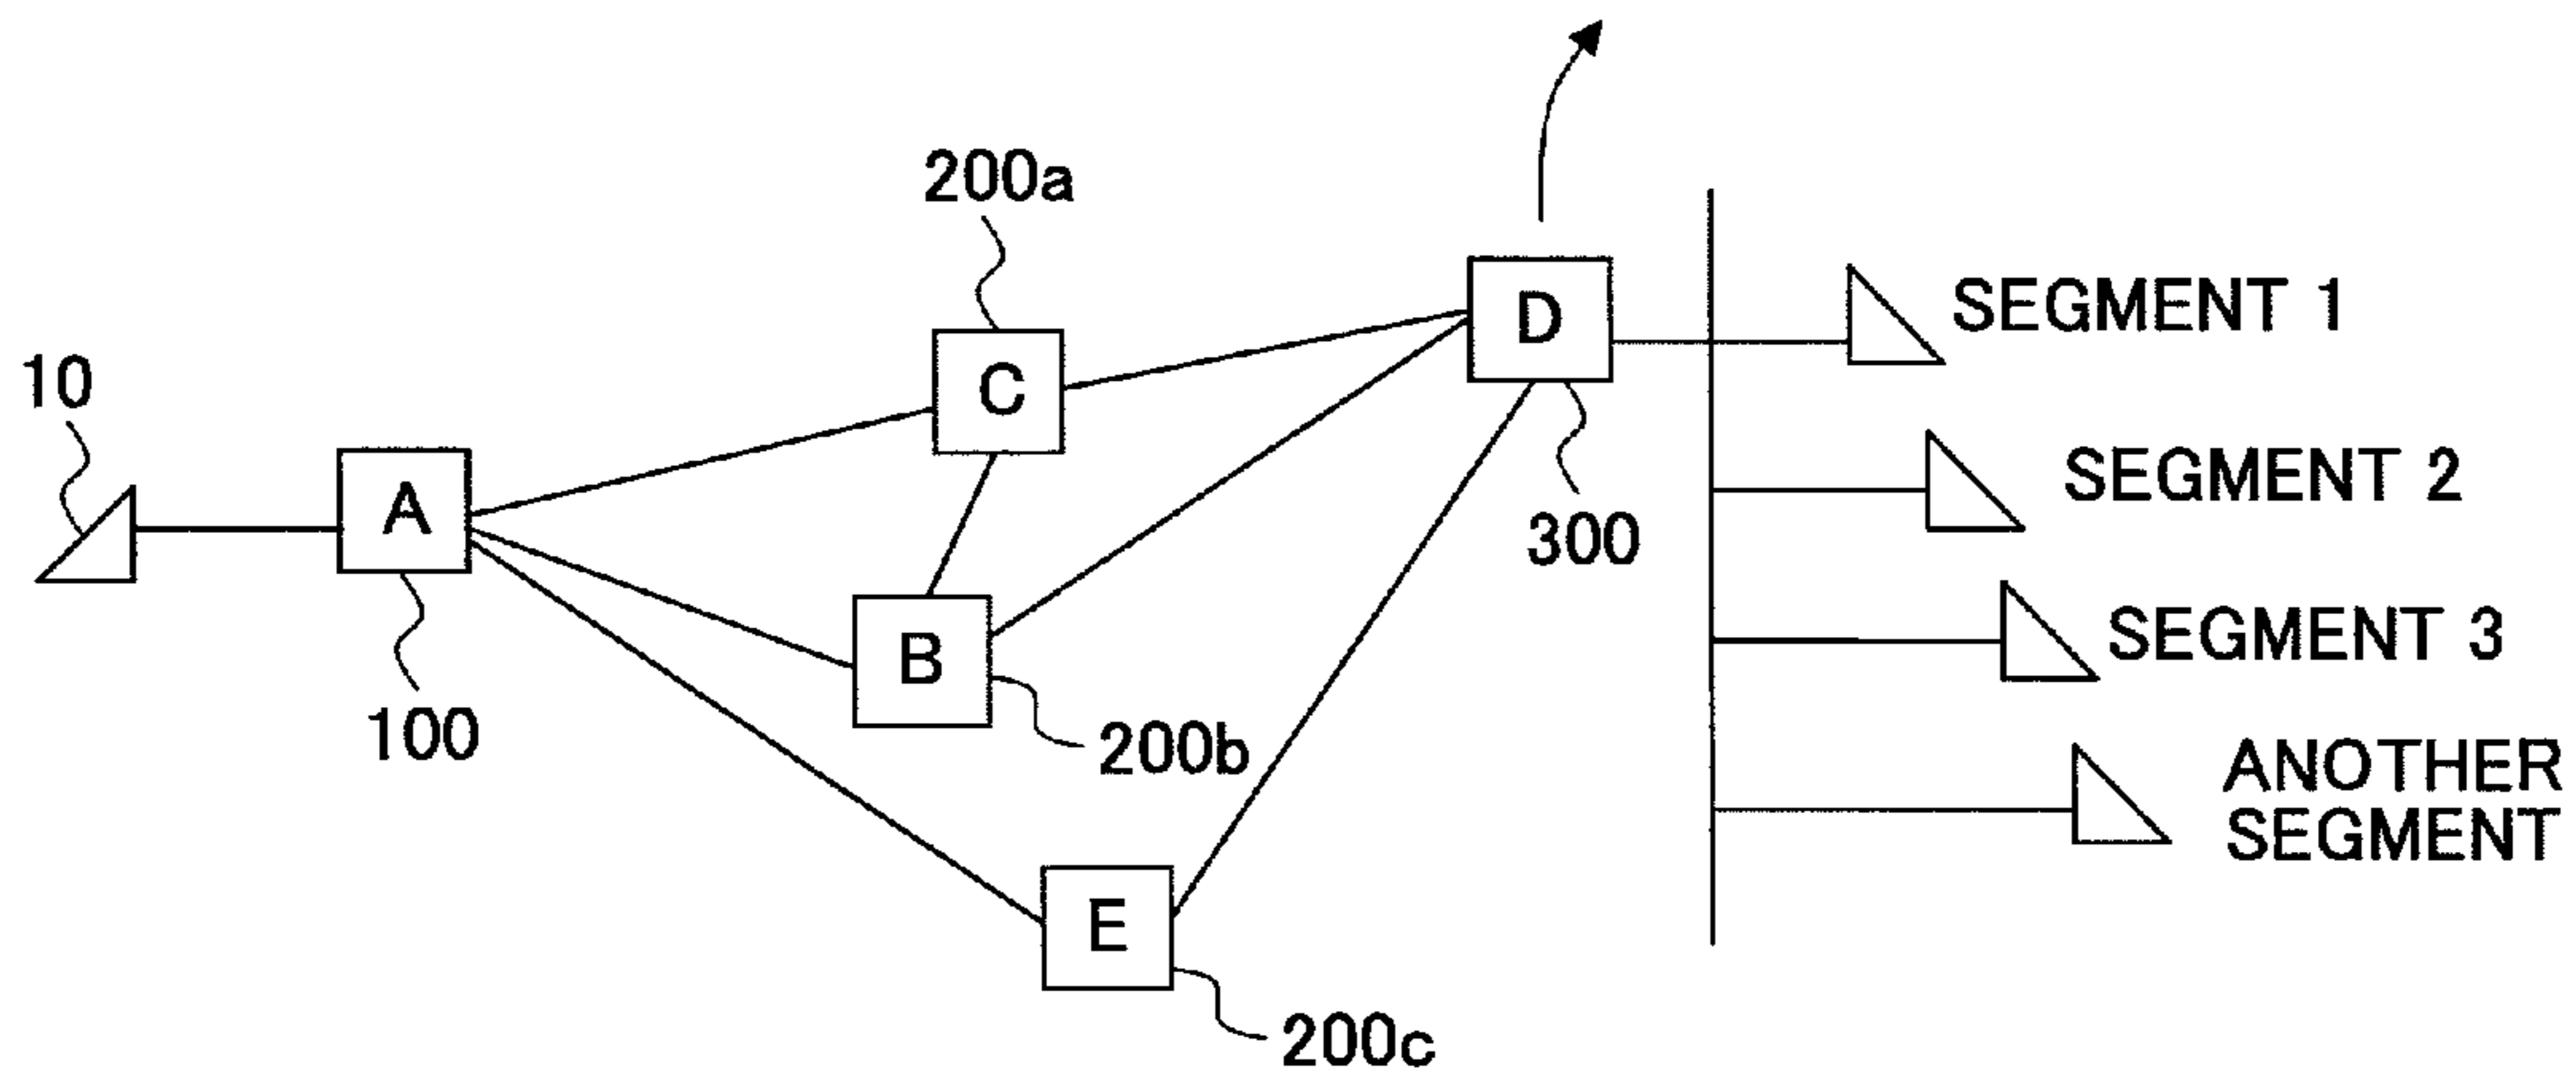 200a
10
C
D
SEGMENT 1
A
SEGMENT 2
300
B
SEGMENT 3
100
200b
ANOTHER
SEGMENT
E
200c